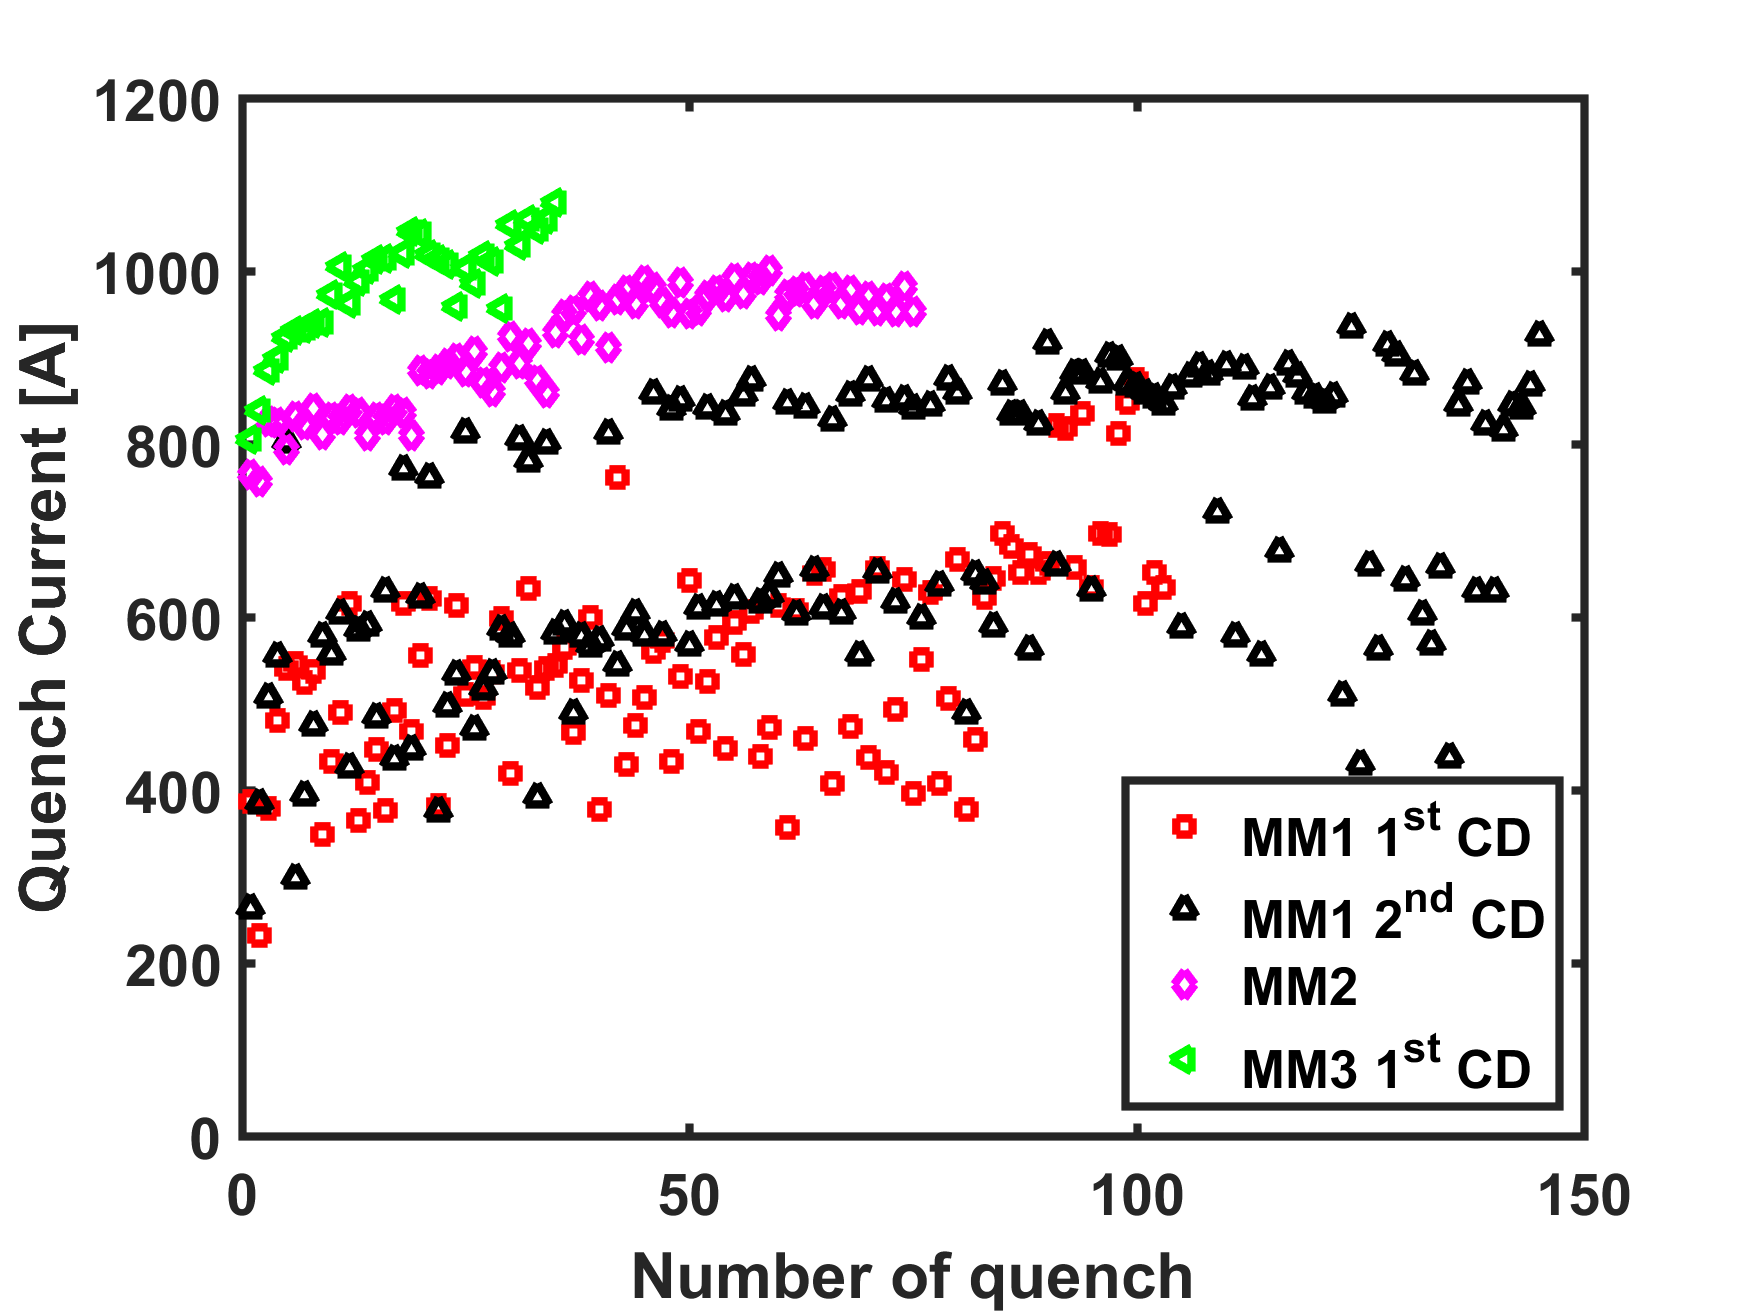 1200
1000
800
600
400
200
0
0 50 100 150
Quench Current [A]
Number of quench
MM1 1st CD
MM1 2nd CD
MM2
MM3 1st CD